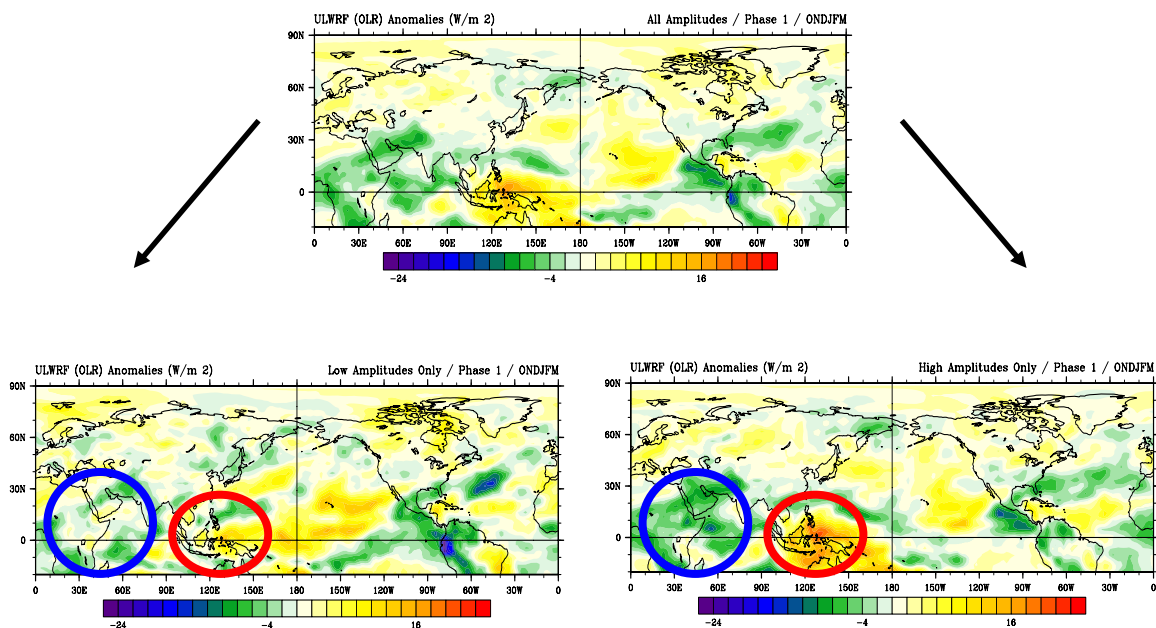 ULWRF (OLR) Anomalies (W/m 2) All Amplitudes / Phase 1 / ONDJFM
90N
60N
30N
0
0 30E 60E 90E 120E 150E 180 150W 120W 90W 60W 30W 0
-24 -4 16
ULWRF (OLR) Anomalies (W/m 2) Low Amplitudes Only / Phase 1 / ONDJFM
90N
60N
30N
0
0 30E 60E 90E 120E 150E 180 150W 120W 90W 60W 30W 0
-24 -4 16
ULWRF (OLR) Anomalies (W/m 2) High Amplitudes Only / Phase 1 / ONDJFM
90N
60N
30N
0
0 30E 60E 90E 120E 150E 180 150W 120W 90W 60W 30W 0
-24 -4 16